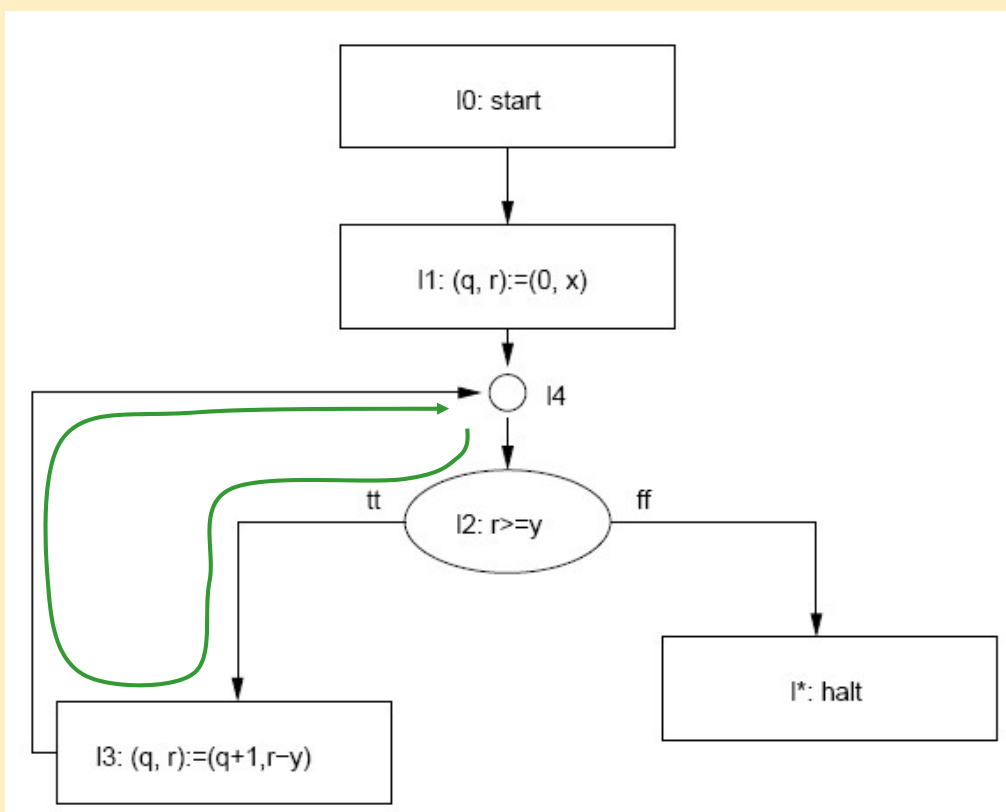 l0: start
l1: (q, r):=(0, x)
l4
tt
l2: r>=y
ff
l*: halt
l3: (q, r):=(q+1,r−y)